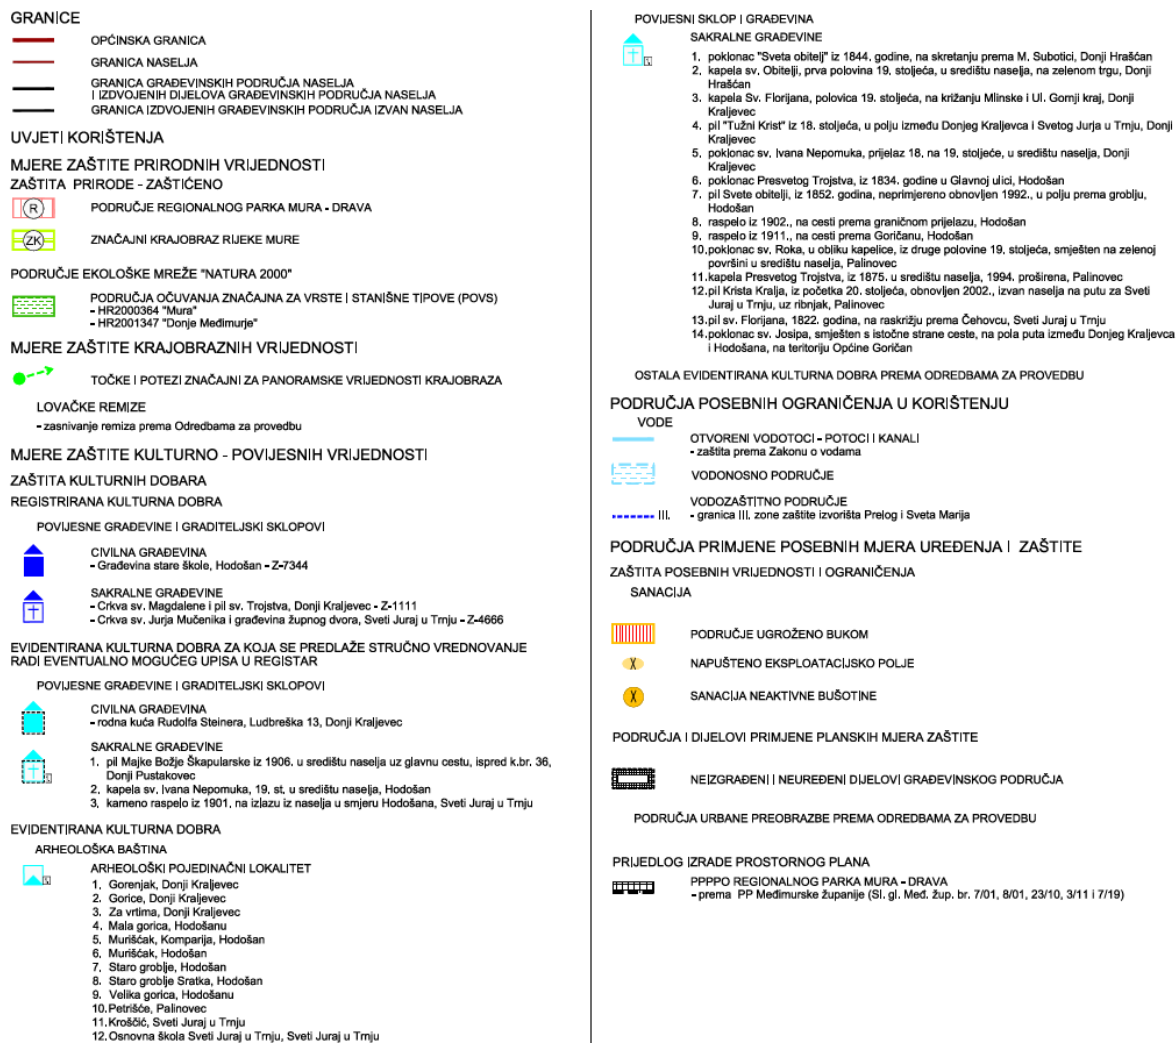 GRANICE
OPĆINSKA GRANICA
GRANICA NASELJA
GRANICA GRAĐEVINSKIH PODRUČJA NASELJA
I IZDVOJENIH DIJELOVA GRAĐEVINSKIH PODRUČJA NASELJA
GRANICA IZDVOJENIH GRAĐEVINSKIH PODRUČJA IZVAN NASELJA
UVJETI KORIŠTENJA
MJERE ZAŠTITE PRIRODNIH VRIJEDNOSTI
ZAŠTITA PRIRODE - ZAŠTIĆENO
R PODRUČJE REGIONALNOG PARKA MURA - DRAVA
ZK ZNAČAJNI KRAJOBRAZ RIJEKE MURE
PODRUČJE EKOLOŠKE MREŽE "NATURA 2000"
PODRUČJA OČUVANJA ZNAČAJNA ZA VRSTE I STANIŠNE TIPOVE (POVS)
- HR2000364 "Mura"
- HR2001347 "Donje Međimurje"
MJERE ZAŠTITE KRAJOBRAZNIH VRIJEDNOSTI
TOČKE I POTEZI ZNAČAJNI ZA PANORAMSKE VRIJEDNOSTI KRAJOBRAZA
LOVAČKE REMIZE
- zasnivanje remiza prema Odredbama za provedbu
MJERE ZAŠTITE KULTURNO - POVIJESNIH VRIJEDNOSTI
ZAŠTITA KULTURNIH DOBARA
REGISTRIRANA KULTURNA DOBRA
POVIJESNE GRAĐEVINE I GRADITELJSKI SKLOPOVI
CIVILNA GRAĐEVINA
- Građevina stare škole, Hodošan - Z-7344
SAKRALNE GRAĐEVINE
- Crkva sv. Magdalene i pil sv. Trojstva, Donji Kraljevec - Z-1111
- Crkva sv. Jurja Mučenika i građevina župnog dvora, Sveti Juraj u Trnju - Z-4666
EVIDENTIRANA KULTURNA DOBRA ZA KOJA SE PREDLAŽE STRUČNO VREDNOVANJE
RADI EVENTUALNO MOGUĆEG UPISA U REGISTAR
POVIJESNE GRAĐEVINE I GRADITELJSKI SKLOPOVI
CIVILNA GRAĐEVINA
- rodna kuća Rudolfa Steinera, Ludbreška 13, Donji Kraljevec
SAKRALNE GRAĐEVINE
1. pil Majke Božje Škapularske iz 1906. u središtu naselja uz glavnu cestu, ispred k.br. 36,
Donji Pustakovec
2. kapela sv. Ivana Nepomuka, 19. st. u središtu naselja, Hodošan
3. kameno raspelo iz 1901. na izlazu iz naselja u smjeru Hodošana, Sveti Juraj u Trnju
EVIDENTIRANA KULTURNA DOBRA
ARHEOLOŠKA BAŠTINA
ARHEOLOŠKI POJEDINAČNI LOKALITET
1. Gorenjak, Donji Kraljevec
2. Gorice, Donji Kraljevec
3. Za vrtima, Donji Kraljevec
4. Mala gorica, Hodošanu
5. Murišćak, Komparija, Hodošan
6. Murišćak, Hodošan
7. Staro groblje, Hodošan
8. Staro groblje Sratka, Hodošan
9. Velika gorica, Hodošanu
10. Petrišće, Palinovec
11. Kroščić, Sveti Juraj u Trnju
12. Osnovna škola Sveti Juraj u Trnju, Sveti Juraj u Trnju
POVIJESNI SKLOP I GRAĐEVINA
SAKRALNE GRAĐEVINE
1. poklonac "Sveta obitelj" iz 1844. godine, na skretanju prema M. Subotici, Donji Hrašćan
2. kapela sv. Obitelji, prva polovina 19. stoljeća, u središtu naselja, na zelenom trgu, Donji
Hrašćan
3. kapela Sv. Florijana, polovica 19. stoljeća, na križanju Mlinske i Ul. Gornji kraj, Donji
Kraljevec
4. pil "Tužni Krist" iz 18. stoljeća, u polju između Donjeg Kraljevca i Svetog Jurja u Trnju, Donji
Kraljevec
5. poklonac sv. Ivana Nepomuka, prijelaz 18. na 19. stoljeće, u središtu naselja, Donji
Kraljevec
6. poklonac Presvetog Trojstva, iz 1834. godine u Glavnoj ulici, Hodošan
7. pil Svete obitelji, iz 1852. godina, neprimjereno obnovljen 1992., u polju prema groblju,
Hodošan
8. raspelo iz 1902., na cesti prema graničnom prijelazu, Hodošan
9. raspelo iz 1911., na cesti prema Goričanu, Hodošan
10. poklonac sv. Roka, u obliku kapelice, iz druge polovine 19. stoljeća, smješten na zelenoj
površini u središtu naselja, Palinovec
11. kapela Presvetog Trojstva, iz 1875. u središtu naselja, 1994. proširena, Palinovec
12. pil Krista Kralja, iz početka 20. stoljeća, obnovljen 2002., izvan naselja na putu za Sveti
Juraj u Trnju, uz ribnjak, Palinovec
13. pil sv. Florijana, 1822. godina, na raskrižju prema Čehovcu, Sveti Juraj u Trnju
14. poklonac sv. Josipa, smješten s istočne strane ceste, na pola puta između Donjeg Kraljevca
i Hodošana, na teritoriju Općine Goričan
OSTALA EVIDENTIRANA KULTURNA DOBRA PREMA ODREDBAMA ZA PROVEDBU
PODRUČJA POSEBNIH OGRANIČENJA U KORIŠTENJU
VODE
OTVORENI VODOTOCI - POTOCI I KANALI
- zaštita prema Zakonu o vodama
VODONOSNO PODRUČJE
VODOZAŠTITNO PODRUČJE
III. - granica III. zone zaštite izvorišta Prelog i Sveta Marija
PODRUČJA PRIMJENE POSEBNIH MJERA UREĐENJA I ZAŠTITE
ZAŠTITA POSEBNIH VRIJEDNOSTI I OGRANIČENJA
SANACIJA
PODRUČJE UGROŽENO BUKOM
X NAPUŠTENO EKSPLOATACIJSKO POLJE
X SANACIJA NEAKTIVNE BUŠOTINE
PODRUČJA I DIJELOVI PRIMJENE PLANSKIH MJERA ZAŠTITE
NEIZGRAĐENI I NEUREĐENI DIJELOVI GRAĐEVINSKOG PODRUČJA
PODRUČJA URBANE PREOBRAZBE PREMA ODREDBAMA ZA PROVEDBU
PRIJEDLOG IZRADE PROSTORNOG PLANA
PPPPO REGIONALNOG PARKA MURA - DRAVA
- prema PP Međimurske županije (Sl. gl. Međ. žup. br. 7/01, 8/01, 23/10, 3/11 i 7/19)